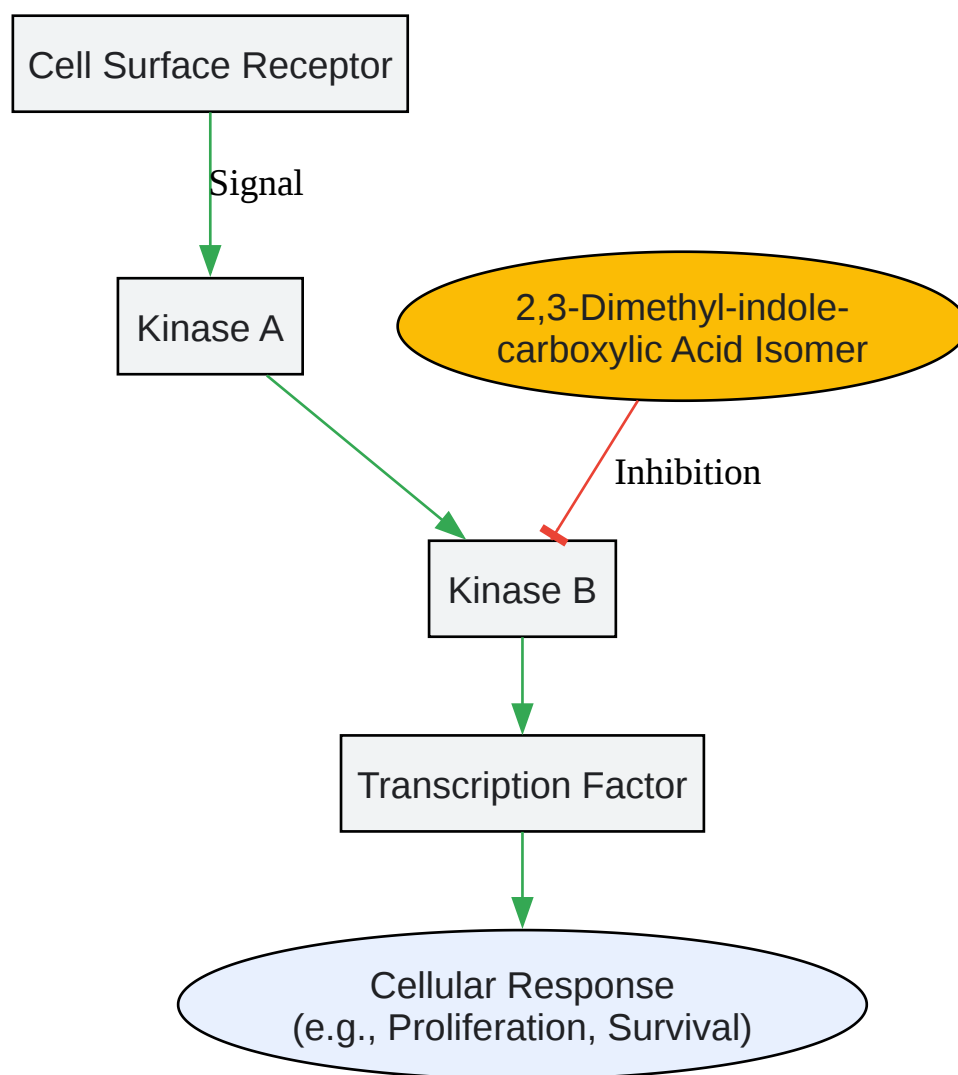 Cell Surface Receptor
Signal
Kinase A
2,3-Dimethyl-indole-
carboxylic Acid Isomer
Inhibition
Kinase B
Transcription Factor
Cellular Response
(e.g., Proliferation, Survival)